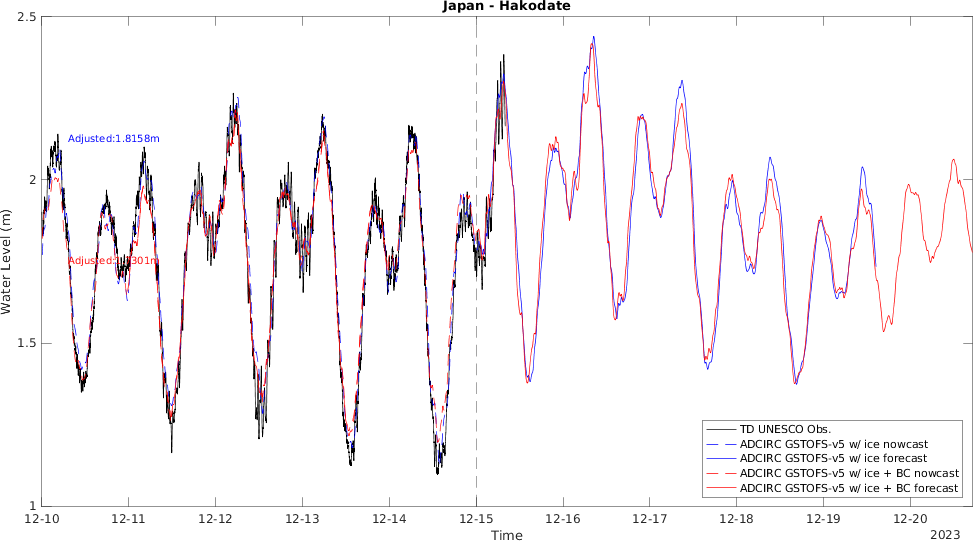 Japan - Hakodate
2.5
2
1.5
1
Water Level (m)
Adjusted:1.8158m
12-10
12-11
12-12
12-13
12-14
12-15
12-16
12-17
12-18
12-19
12-20
Time
2023
TD UNESCO Obs.
ADCIRC GSTOFS-v5 w/ ice nowcast
ADCIRC GSTOFS-v5 w/ ice forecast
ADCIRC GSTOFS-v5 w/ ice + BC nowcast
ADCIRC GSTOFS-v5 w/ ice + BC forecast